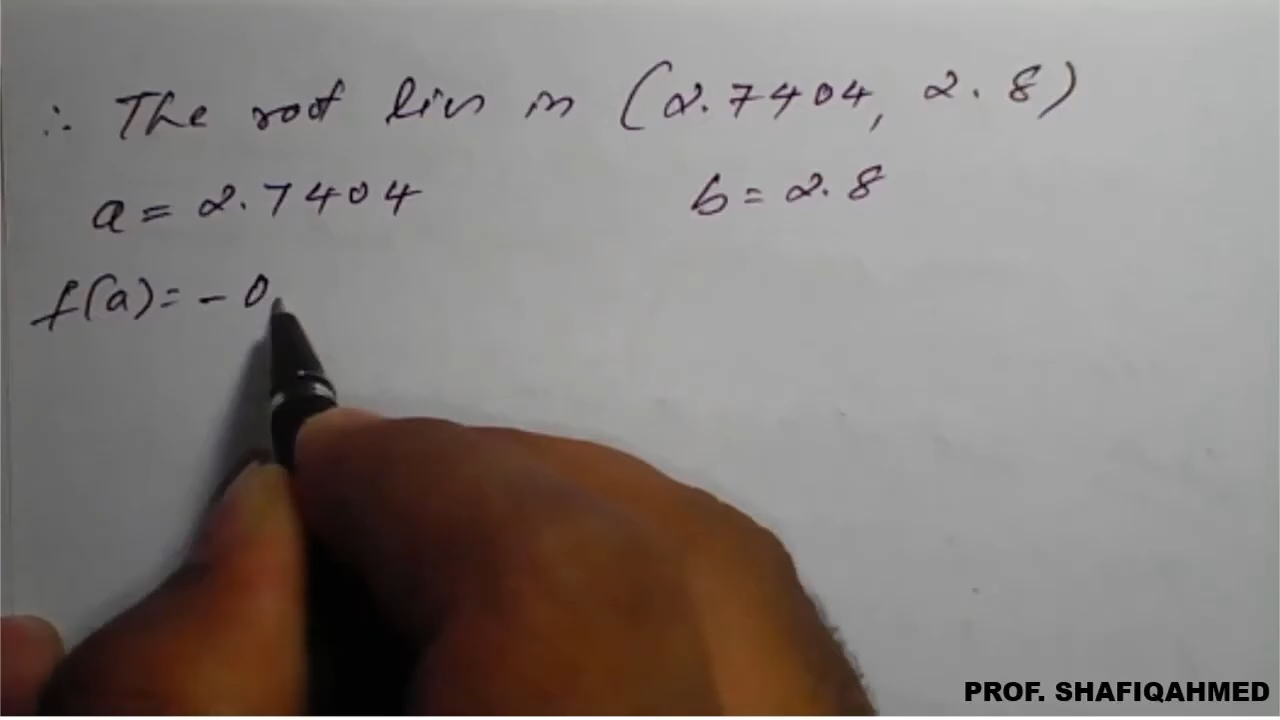 ∴ The root lies in (2.7404, 2.8)
a = 2.7404 b = 2.8
f(a) = - 0
PROF. SHAFIQAHMED